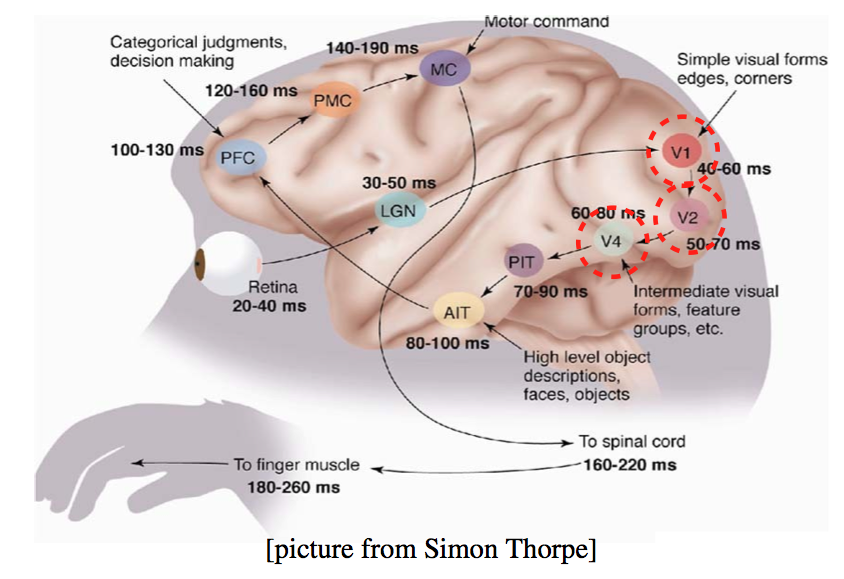 Motor command
Categorical judgments,
decision making
140-190 ms
MC
Simple visual forms
edges, corners
120-160 ms
PMC
100-130 ms
PFC
V1
40-60 ms
30-50 ms
LGN
60-80 ms
V2
V4
50-70 ms
PIT
Retina
20-40 ms
70-90 ms
Intermediate visual
forms, feature
groups, etc.
AIT
80-100 ms
High level object
descriptions,
faces, objects
To spinal cord
160-220 ms
To finger muscle
180-260 ms
[picture from Simon Thorpe]